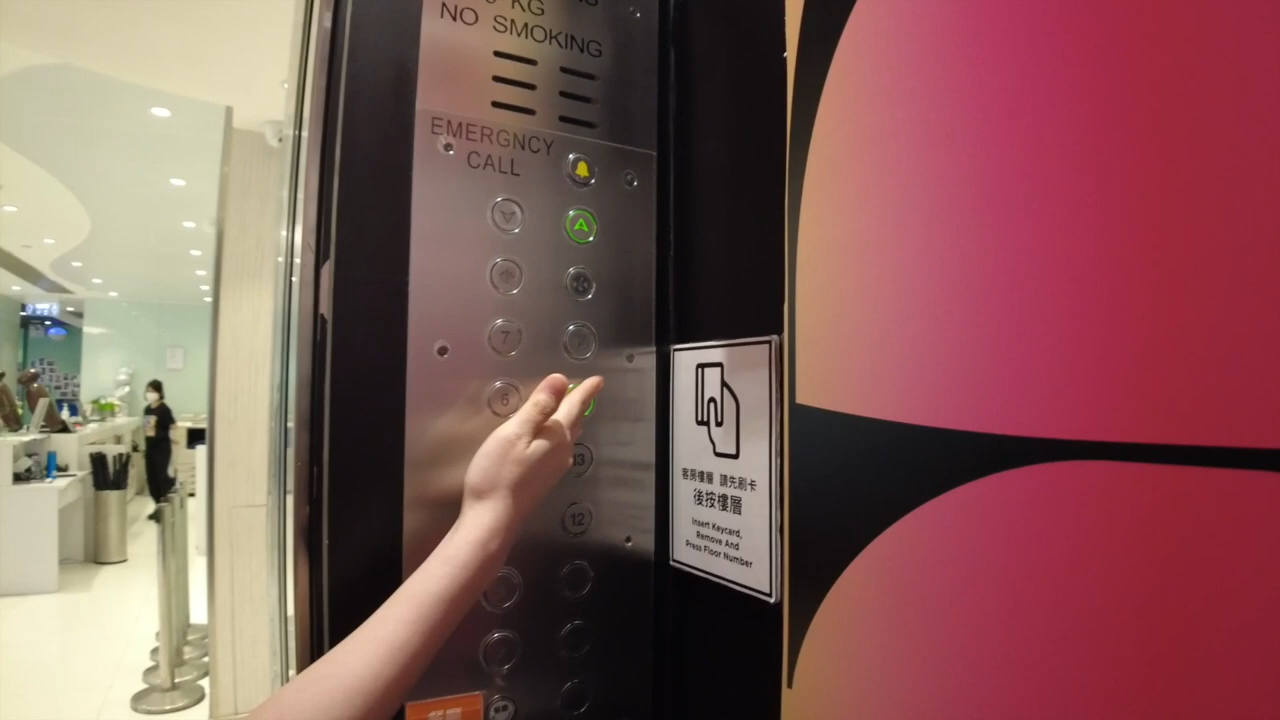 KG
NO SMOKING
EMERGNCY
CALL
7
6
13
12
客房樓層 請先刷卡
後按樓層
Insert Keycard,
Remove And
Press Floor Number